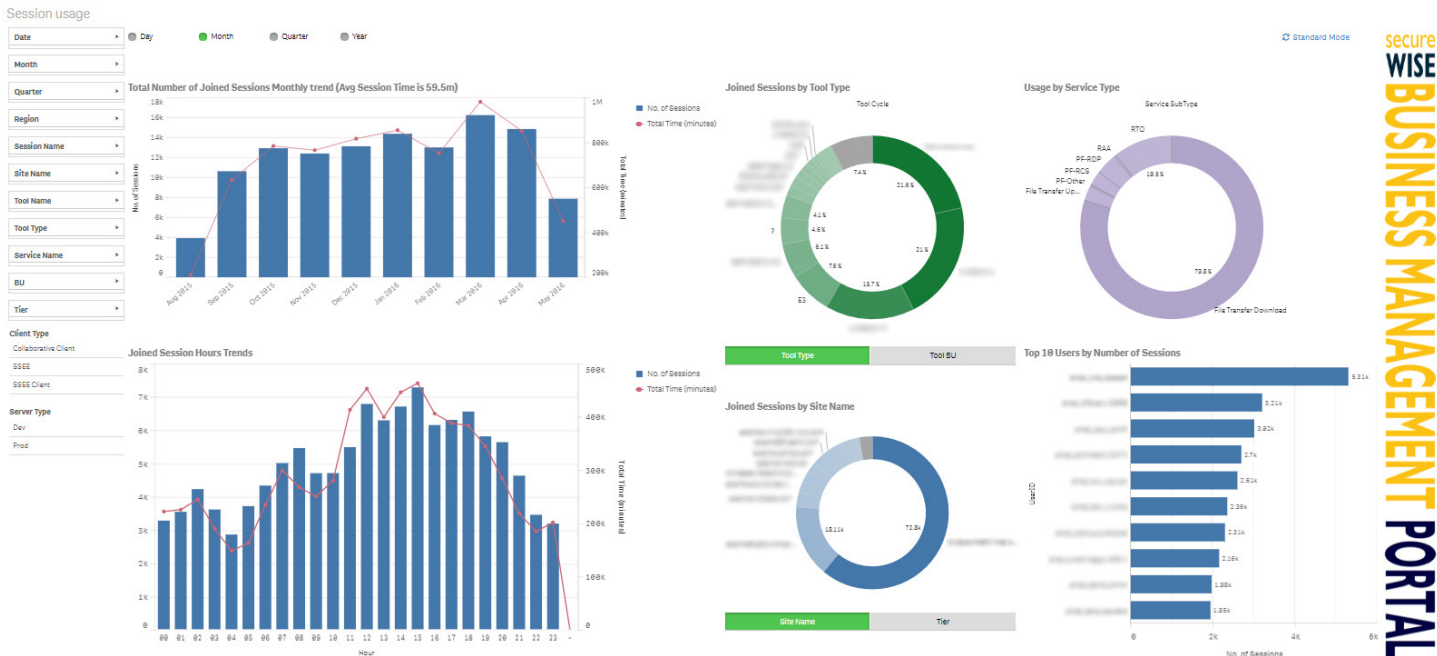 Session usage
Date
Month
Quarter
Region
Session Name
Site Name
Tool Name
Tool Type
Service Name
BU
Tier
Client Type
Collaborative Client
SSEE
SSEE Client
Server Type
Dev
Prod
Day
Month
Quarter
Year
Standard Mode
Total Number of Joined Sessions Monthly trend (Avg Session Time is 59.5m)
18k
16k
14k
12k
10k
8k
6k
4k
2k
0
No. of Sessions
1M
800k
600k
400k
200k
Total Time (minutes)
Aug 2015
Sep 2015
Oct 2015
Nov 2015
Dec 2015
Jan 2016
Feb 2016
Mar 2016
Apr 2016
May 2016
No. of Sessions
Total Time (minutes)
Joined Sessions by Tool Type
Tool Cycle
7.4 %
21.6%
4.1%
4.6%
?
6.1 %
21%
7.6 %
E3
Tool Type
Tool BU
Usage by Service Type
Service SubType
RTO
RAA
PF-RDP
PF-RCS
PF-Other
File Transfer Up...
File Transfer Download
Joined Session Hours Trends
8k
7k
6k
5k
4k
3k
2k
1k
0
500k
400k
300k
200k
100k
0
Total Time (minutes)
00 01 02 03 04 05 06 07 08 09 10 11 12 13 14 15 16 17 18 19 20 21 22 23 -
Hour
No. of Sessions
Total Time (minutes)
Joined Sessions by Site Name
72.8k
Site Name
Tier
Top 10 Users by Number of Sessions
UserID
5.31k
3.21k
3.02k
2.7k
2.61k
2.36k
2.31k
2.16k
1.98k
1.95k
0
2k
4k
6k
No. of Sessions
secure
WISE
BUSINESS MANAGEMENT PORTAL